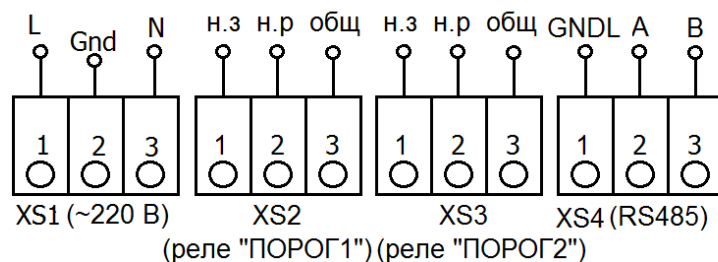 L Gnd N н.з н.р общ н.з н.р общ GNDL A B
1 2 3 1 2 3 1 2 3 1 2 3
XS1 (~220 В) XS2 XS3 XS4 (RS485)
(реле "ПОРОГ1") (реле "ПОРОГ2")